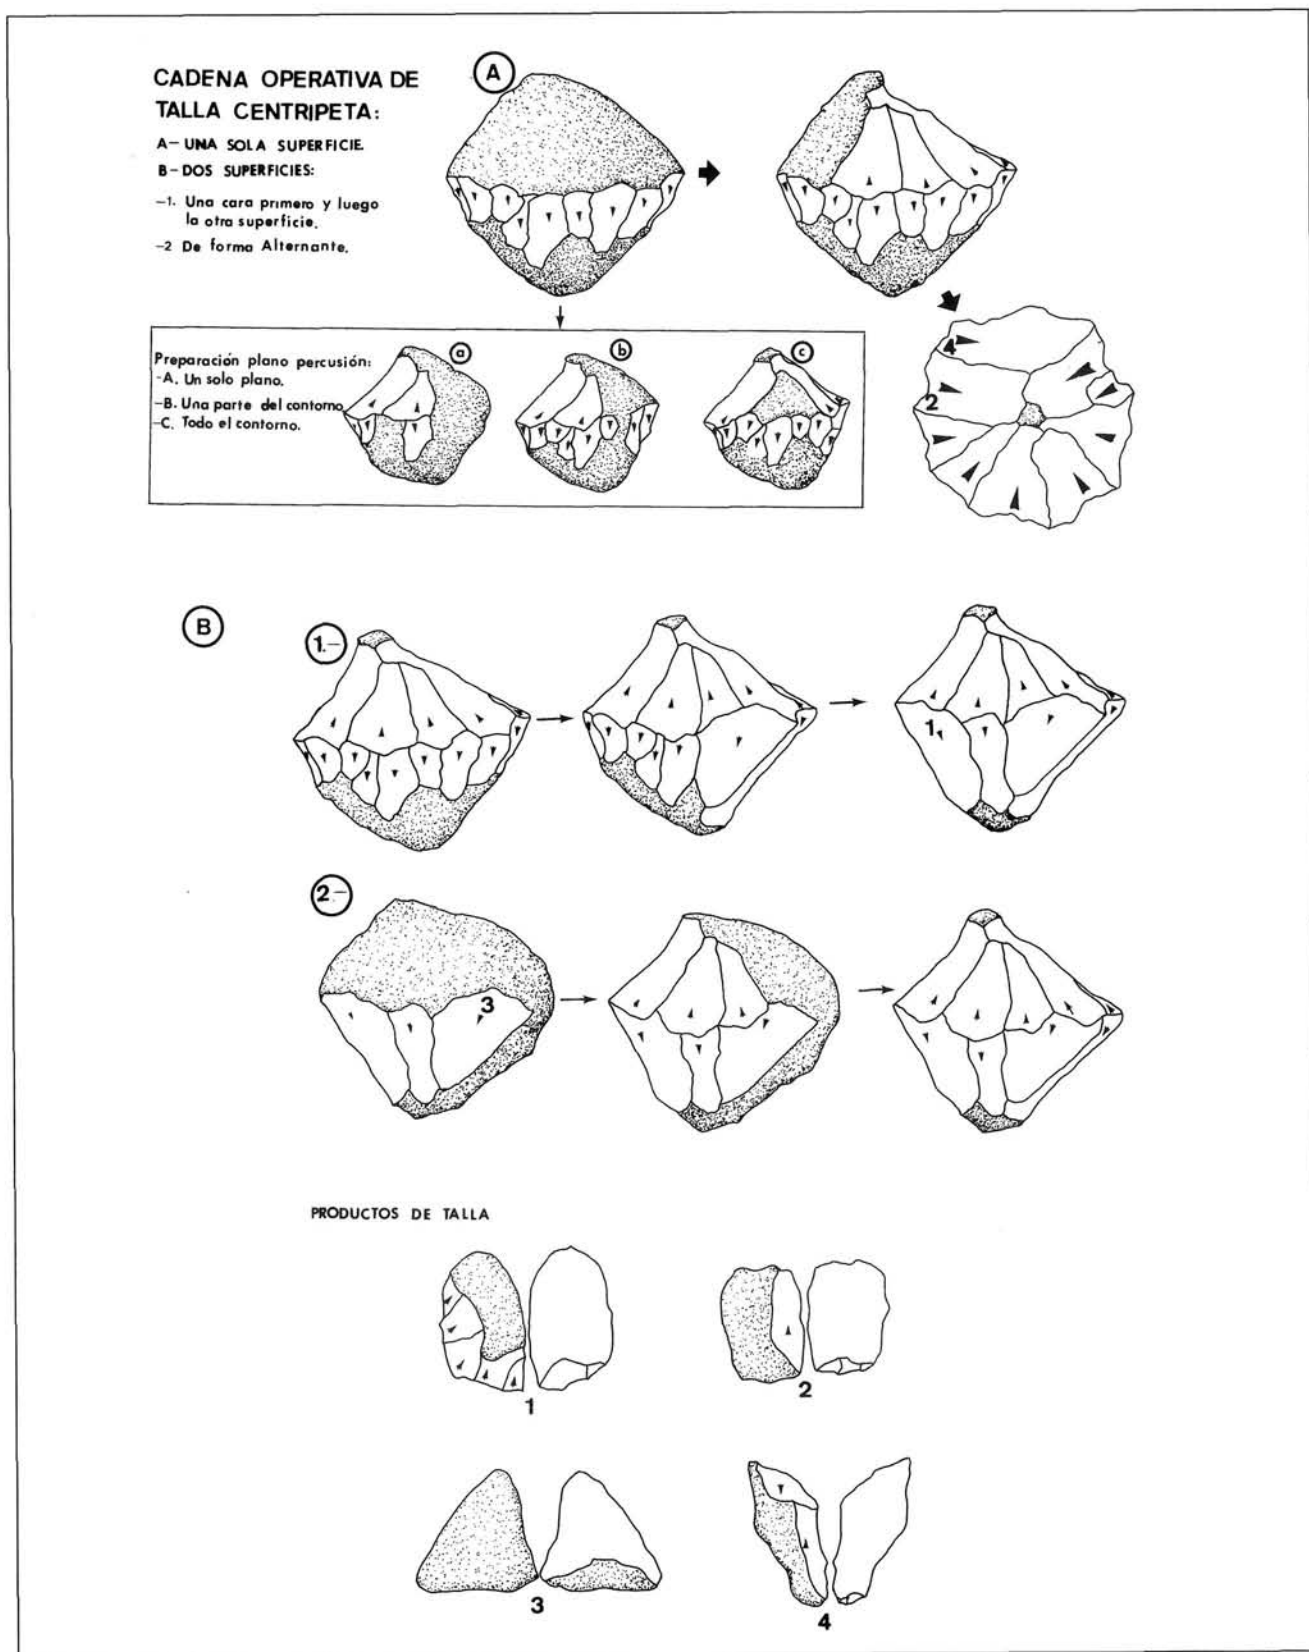 CADENA OPERATIVA DE
TALLA CENTRIPETA:
A- UNA SOLA SUPERFICIE.
B- DOS SUPERFICIES:
-1. Una cara primero y luego
la otra superficie.
-2 De forma Alternante.
A
4
2
Preparación plano percusión:
-A. Un solo plano.
-B. Una parte del contorno.
-C. Todo el contorno.
a
b
c
B
1.-
1
2.-
3
PRODUCTOS DE TALLA
1
2
3
4